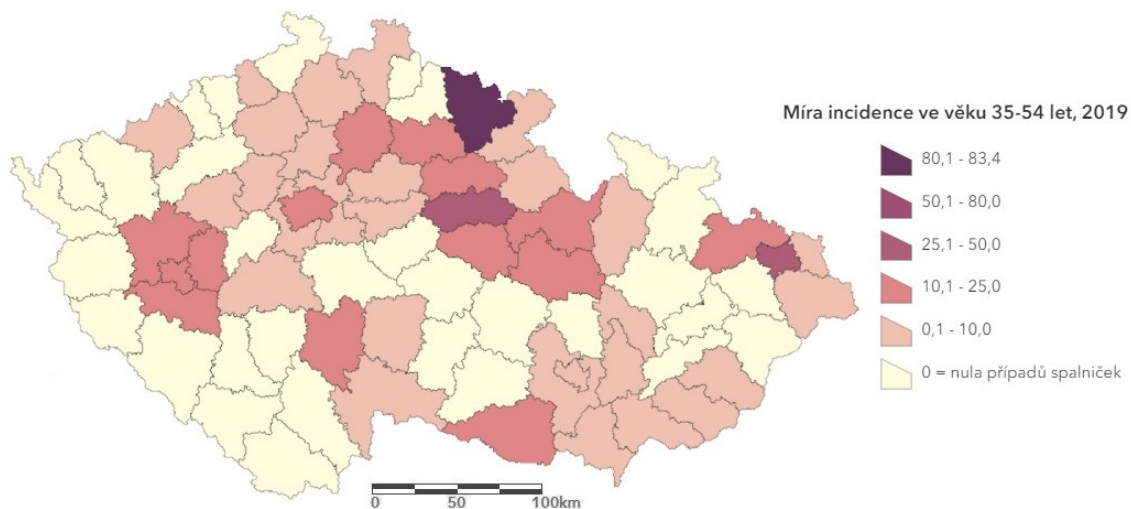 Míra incidence ve věku 35-54 let, 2019
80,1 - 83,4
50,1 - 80,0
25,1 - 50,0
10,1 - 25,0
0,1 - 10,0
0 = nula případů spalniček
0 50 100km